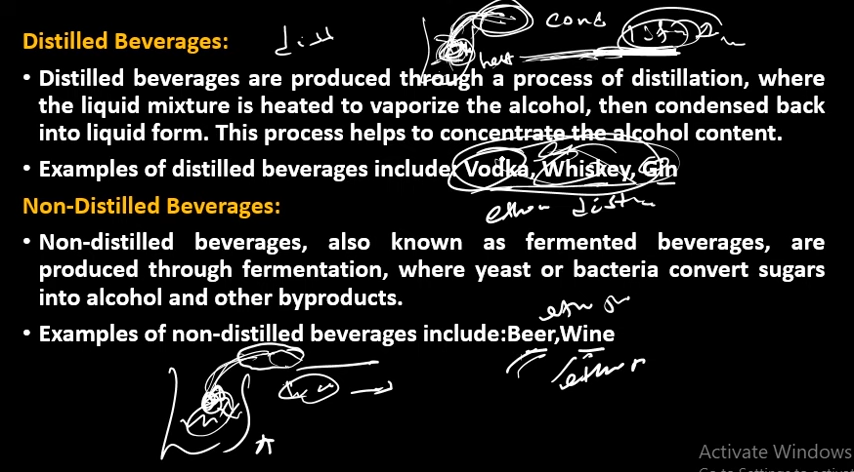 Distilled Beverages:
• Distilled beverages are produced through a process of distillation, where
the liquid mixture is heated to vaporize the alcohol, then condensed back
into liquid form. This process helps to concentrate the alcohol content.
• Examples of distilled beverages include: Vodka, Whiskey, Gin
Non-Distilled Beverages:
• Non-distilled beverages, also known as fermented beverages, are
produced through fermentation, where yeast or bacteria convert sugars
into alcohol and other byproducts.
• Examples of non-distilled beverages include:Beer,Wine
Activate Windows